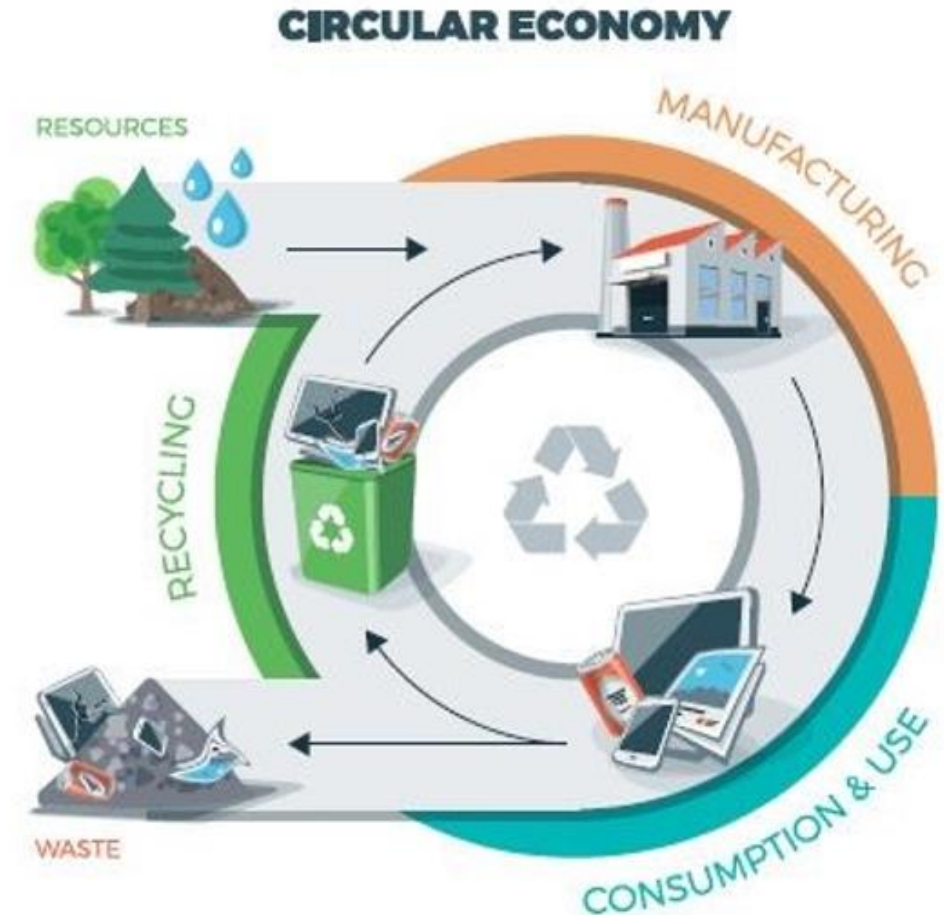 CIRCULAR ECONOMY
RESOURCES
MANUFACTURING
RECYCLING
CONSUMPTION & USE
WASTE